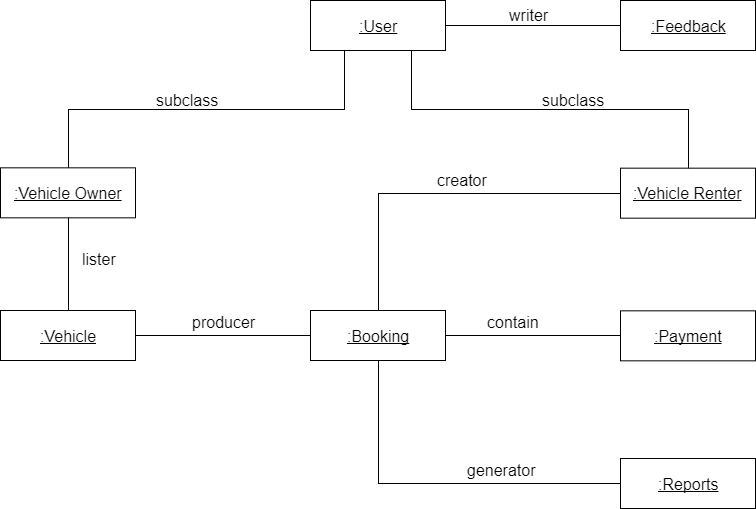 :User
writer
:Feedback
subclass
subclass
:Vehicle Owner
creator
:Vehicle Renter
lister
:Vehicle
producer
:Booking
contain
:Payment
generator
:Reports